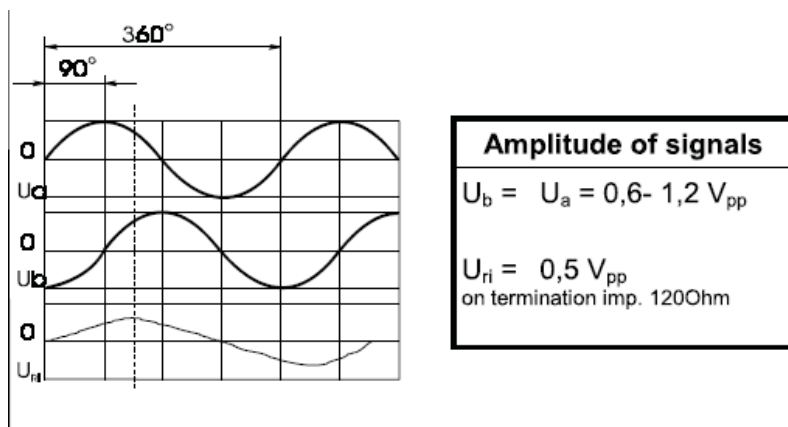 360°
90°
0
Ua
0
Ub
0
URI
Amplitude of signals
Ub = Ua = 0,6- 1,2 Vpp
Uri = 0,5 Vpp
on termination imp. 120Ohm